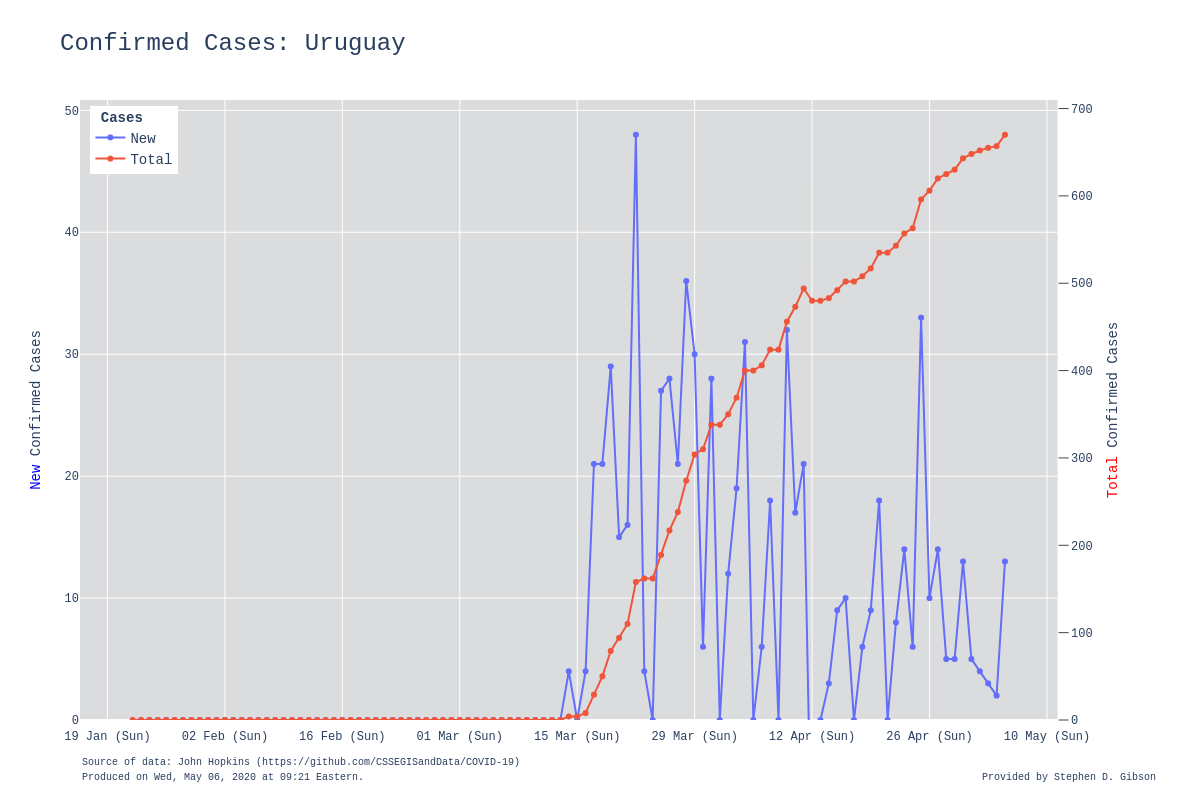 Confirmed Cases: Uruguay
Cases
New
Total
50
40
30
20
10
0
700
600
500
400
300
200
100
0
New Confirmed Cases
Total Confirmed Cases
19 Jan (Sun) 02 Feb (Sun) 16 Feb (Sun) 01 Mar (Sun) 15 Mar (Sun) 29 Mar (Sun) 12 Apr (Sun) 26 Apr (Sun) 10 May (Sun)
Source of data: John Hopkins (https://github.com/CSSEGISandData/COVID-19)
Produced on Wed, May 06, 2020 at 09:21 Eastern.
Provided by Stephen D. Gibson